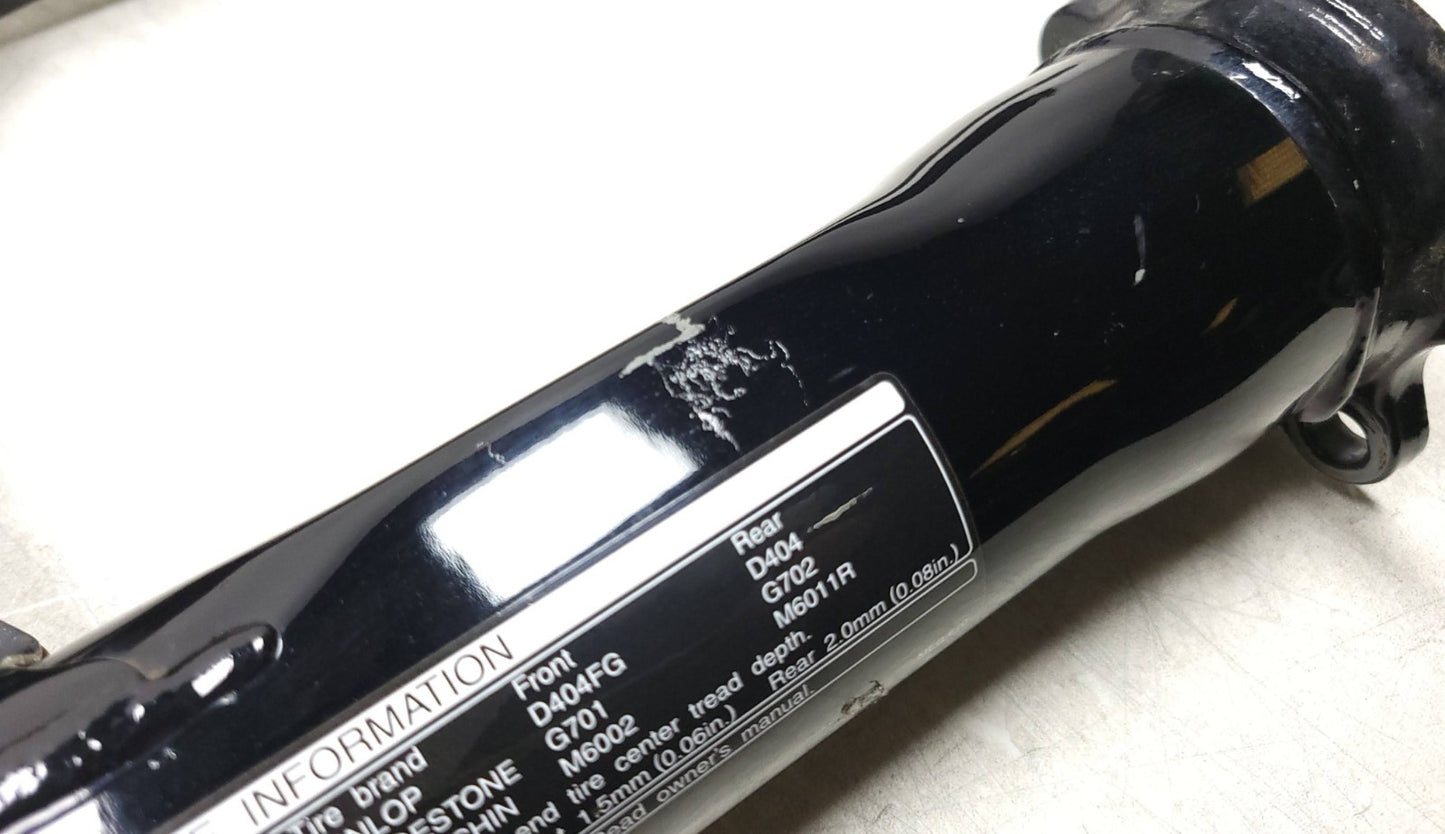 INFORMATION
Tire brand Front Rear
D404FG D404
G701 G702
M6002 M6011R
tire center tread depth.
1.5mm (0.06in.) Rear 2.0mm (0.08in.)
owner's manual.